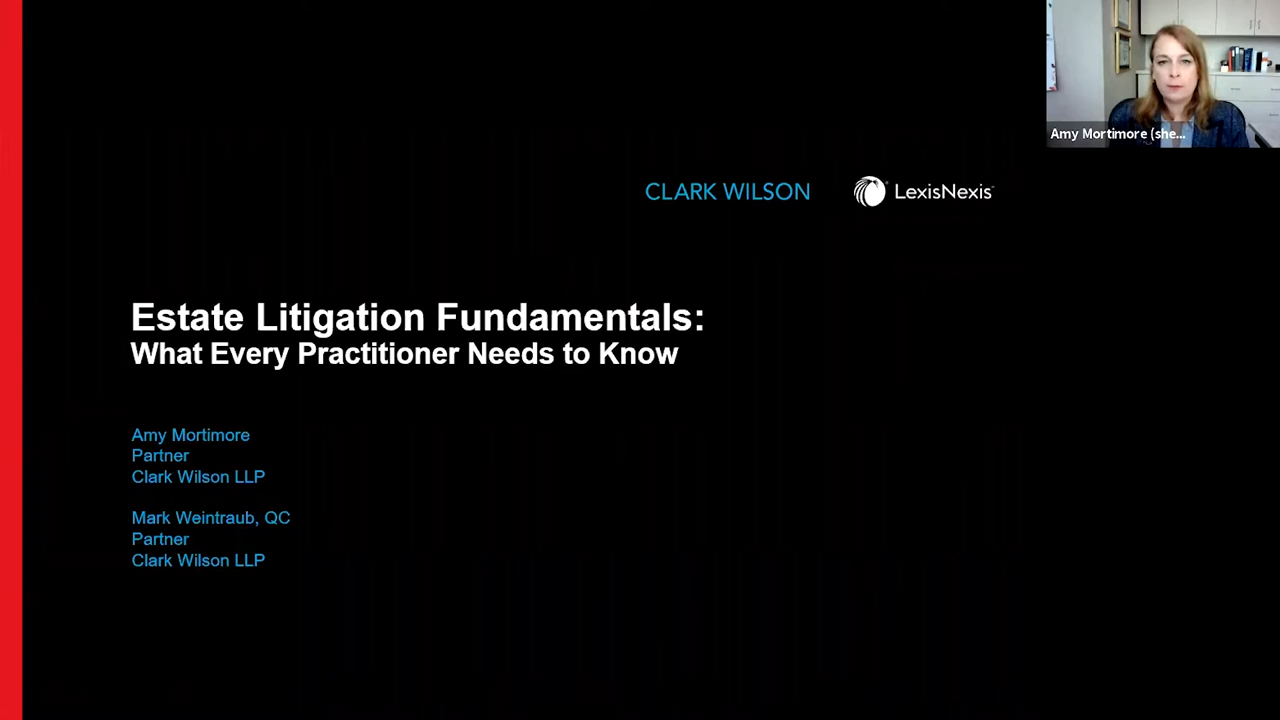 Amy Mortimore (she...
CLARK WILSON
LexisNexis
Estate Litigation Fundamentals:
What Every Practitioner Needs to Know
Amy Mortimore
Partner
Clark Wilson LLP
Mark Weintraub, QC
Partner
Clark Wilson LLP